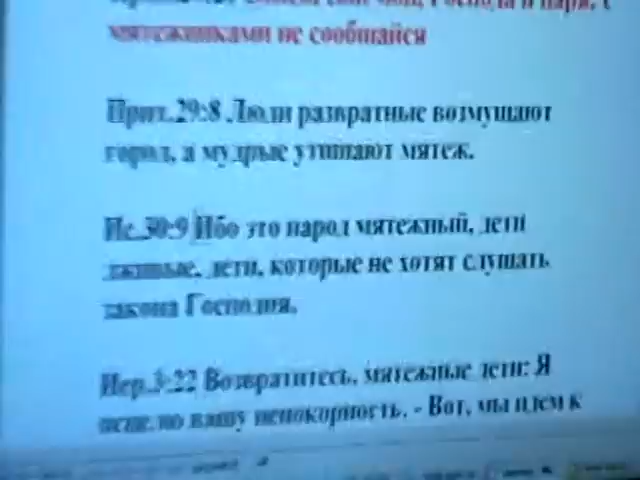 мятежниками не сообщайся
Прит.29:8 Люди развратные возмущают
город, а мудрые утишают мятеж.
Ис.30:9 Ибо это народ мятежный, дети
лживые, дети, которые не хотят слушать
закона Господня,
Иер.3:22 Возвратитесь, мятежные дети: Я
исцелю вашу непокорность. - Вот, мы идем к